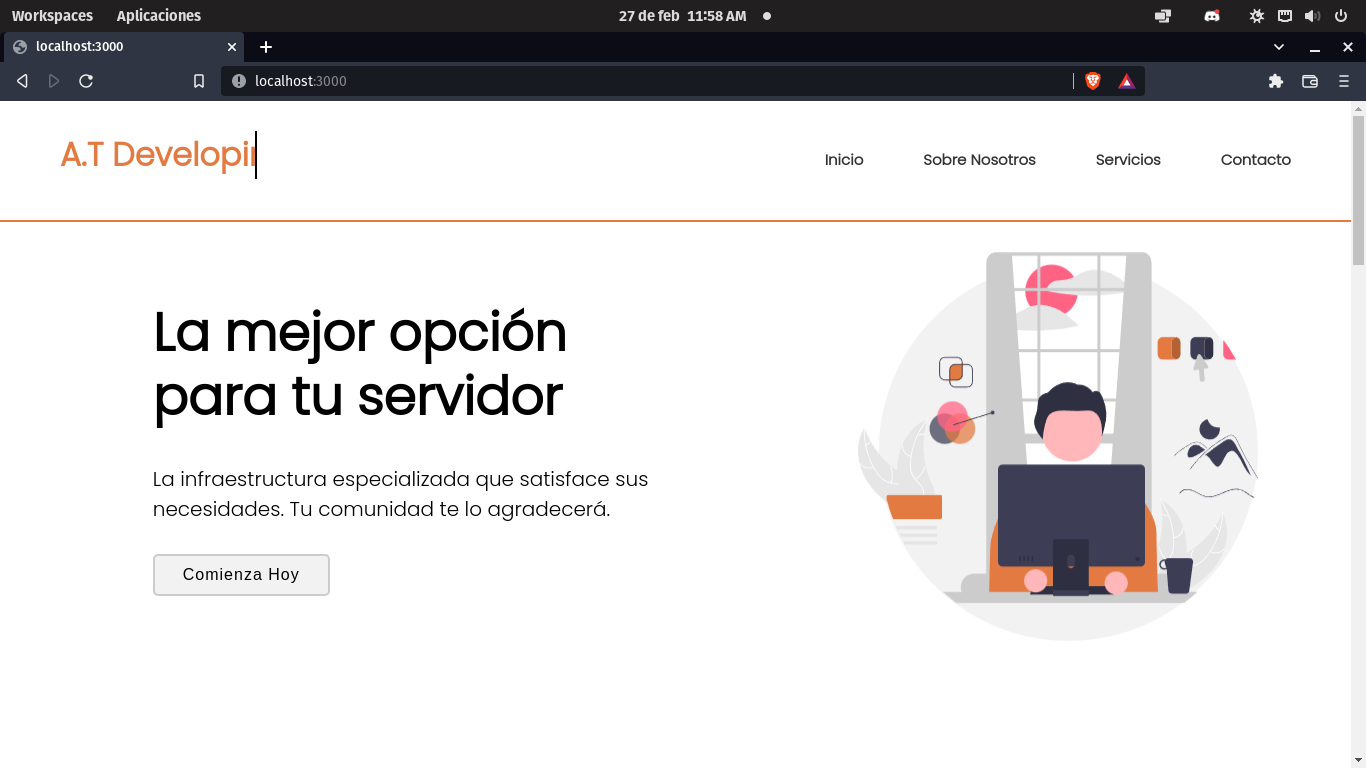 Workspaces Aplicaciones 27 de feb 11:58 AM
localhost:3000
localhost:3000
A.T Developin
Inicio Sobre Nosotros Servicios Contacto
La mejor opción
para tu servidor
La infraestructura especializada que satisface sus
necesidades. Tu comunidad te lo agradecerá.
Comienza Hoy